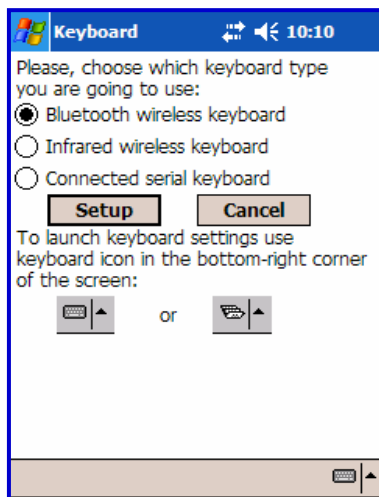 Keyboard 10:10
Please, choose which keyboard type
you are going to use:
Bluetooth wireless keyboard
Infrared wireless keyboard
Connected serial keyboard
Setup Cancel
To launch keyboard settings use
keyboard icon in the bottom-right corner
of the screen:
or